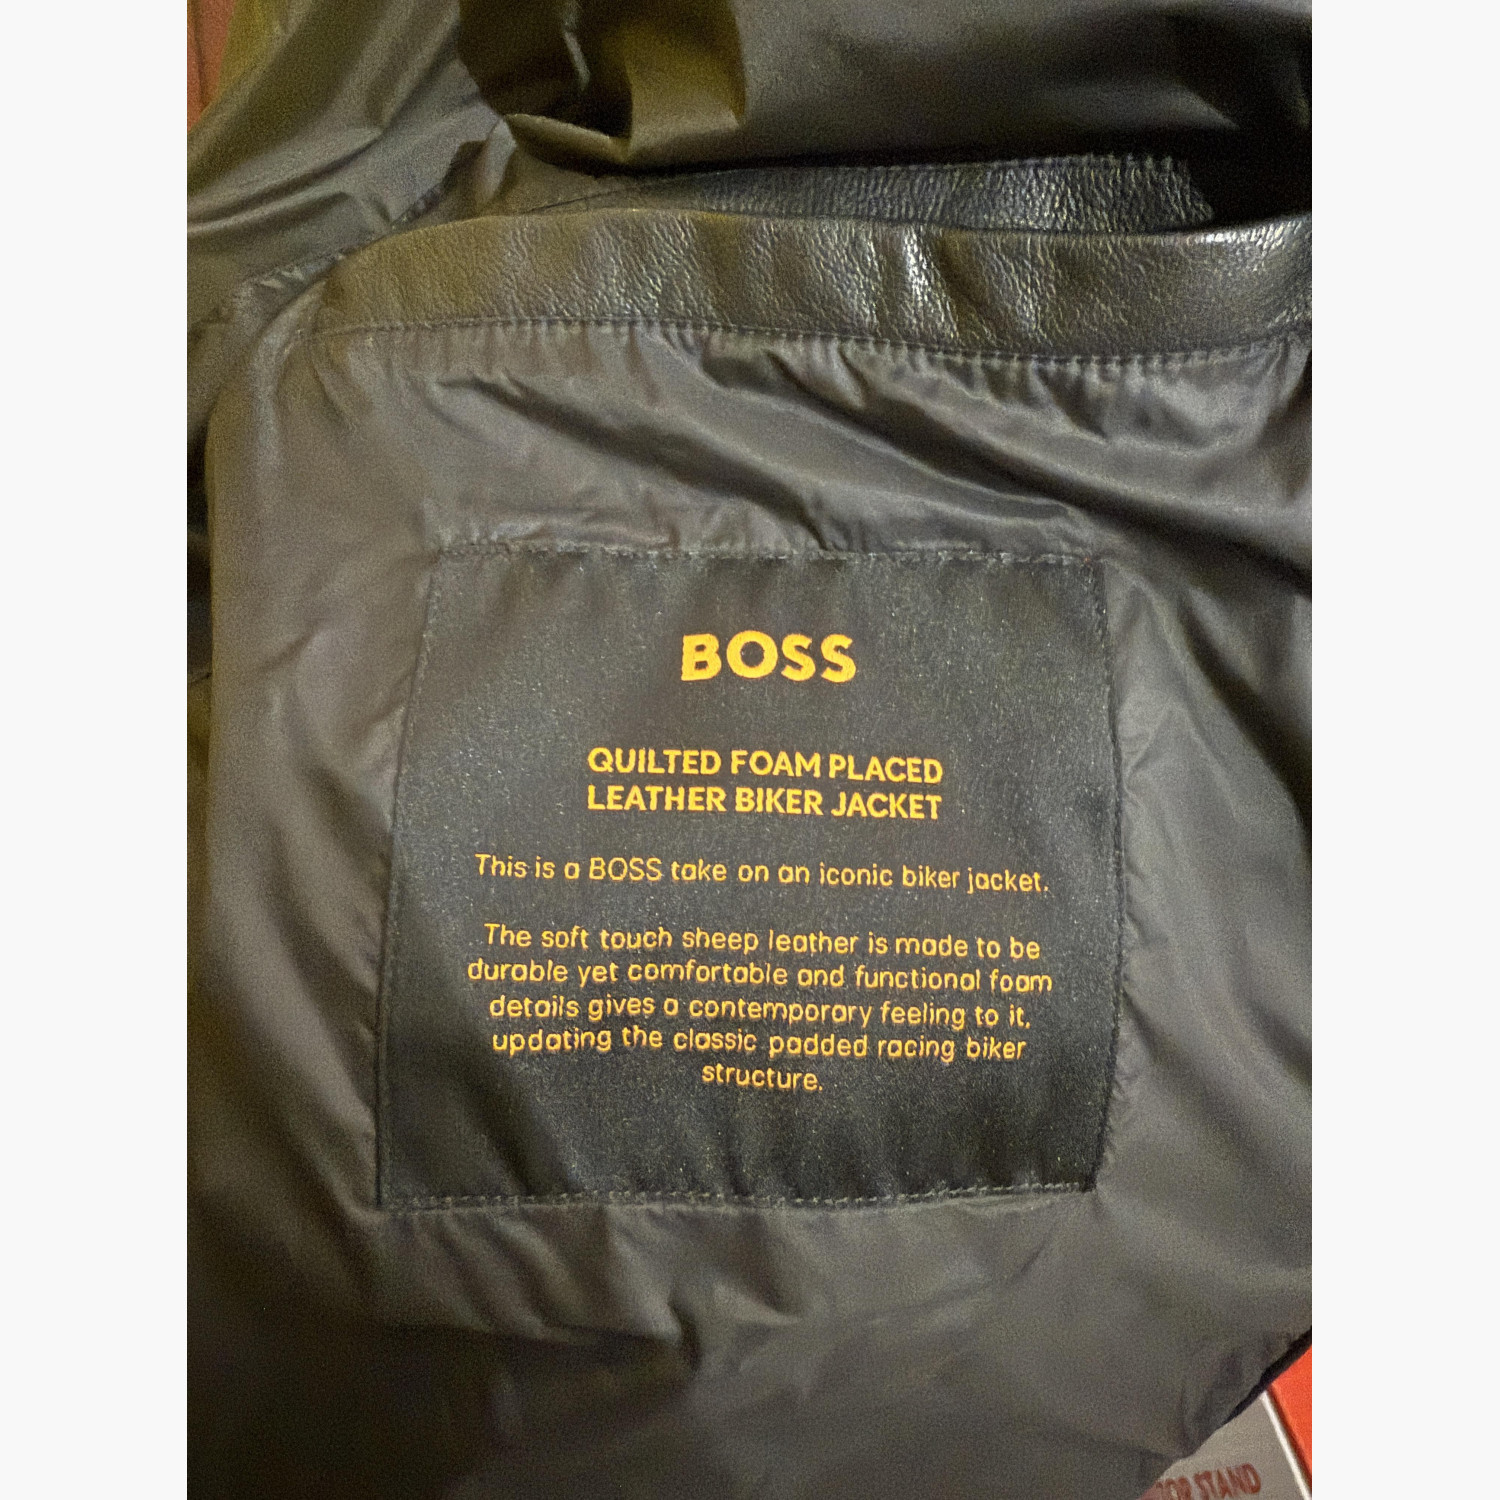 BOSS
QUILTED FOAM PLACED
LEATHER BIKER JACKET
This is a BOSS take on an iconic biker jacket.
The soft touch sheep leather is made to be
durable yet comfortable and functional foam
details gives a contemporary feeling to it,
updating the classic padded racing biker
structure.
STAND